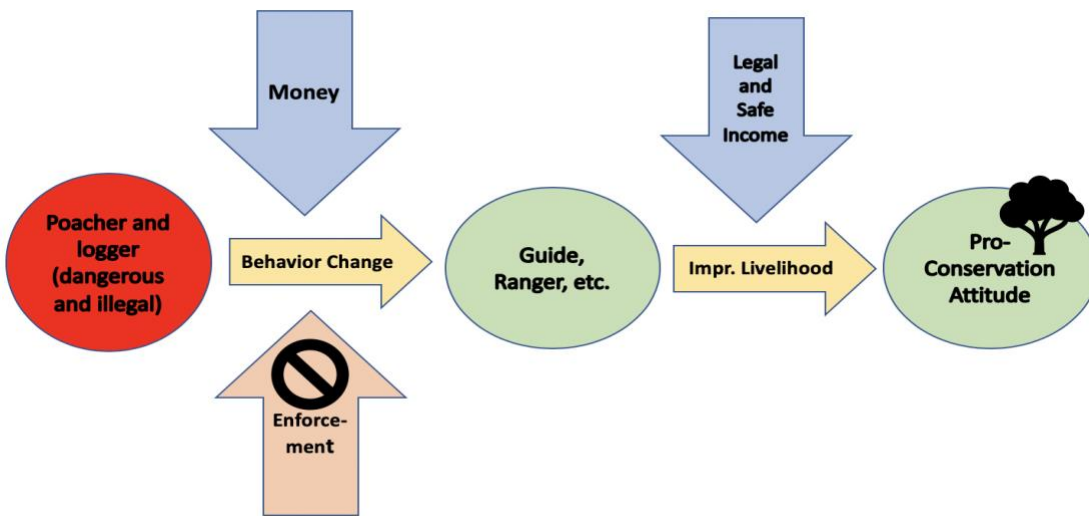 Money
Legal
and
Safe
Income
Poacher and
logger
(dangerous
and illegal)
Behavior Change
Guide,
Ranger, etc.
Impr. Livelihood
Pro-
Conservation
Attitude
Enforce-
ment